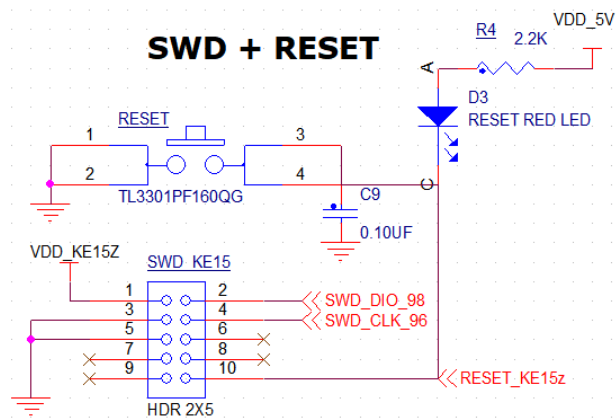 SWD + RESET
VDD_5V
R4
2.2K
A
D3
RESET RED LED
C
RESET
1
2
3
4
TL3301PF160QG
C9
0.10UF
VDD_KE15Z
SWD_KE15
1
2
3
4
5
6
7
8
9
10
HDR 2X5
SWD_DIO_98
SWD_CLK_96
RESET_KE15z